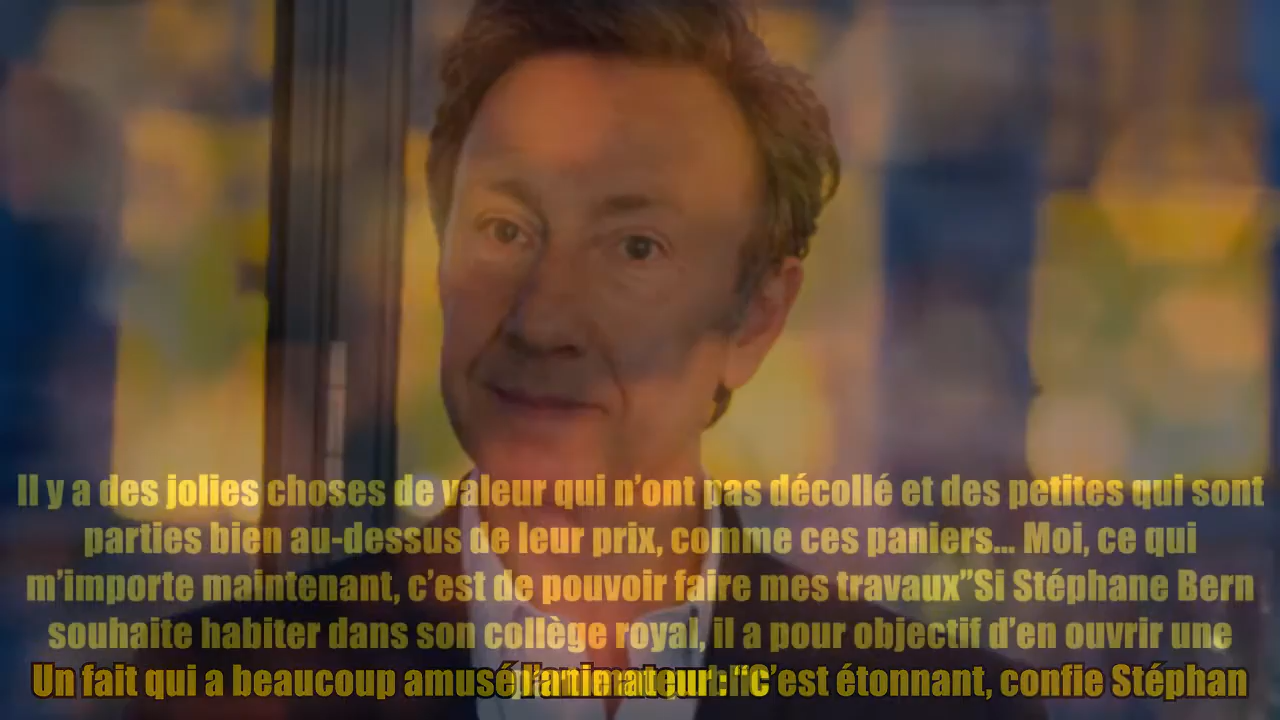 Il y a des jolies choses de valeur qui n’ont pas décollé et des petites qui sont
parties bien au-dessus de leur prix, comme ces paniers... Moi, ce qui
m’importe maintenant, c’est de pouvoir faire mes travaux”Si Stéphane Bern
souhaite habiter dans son collège royal, il a pour objectif d’en ouvrir une
Un fait qui a beaucoup amusé l’animateur: “C’est étonnant, confie Stéphan